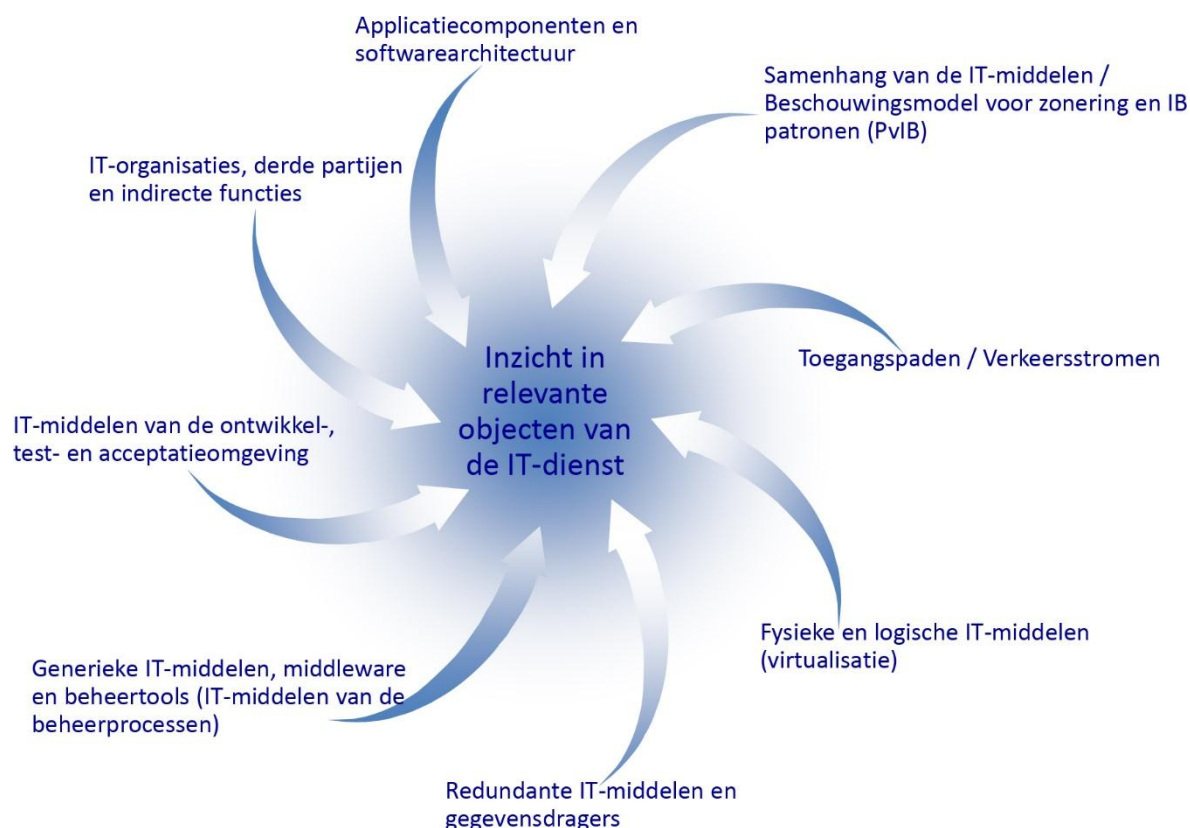 Applicatiecomponenten en
softwarearchitectuur
Samenhang van de IT-middelen /
Beschouwingsmodel voor zonering en IB
patronen (PvIB)
IT-organisaties, derde partijen
en indirecte functies
Inzicht in
relevante
objecten van
de IT-dienst
Toegangspaden / Verkeersstromen
IT-middelen van de ontwikkel-,
test- en acceptatieomgeving
Fysieke en logische IT-middelen
(virtualisatie)
Generieke IT-middelen, middleware
en beheertools (IT-middelen van de
beheerprocessen)
Redundante IT-middelen en
gegevensdragers